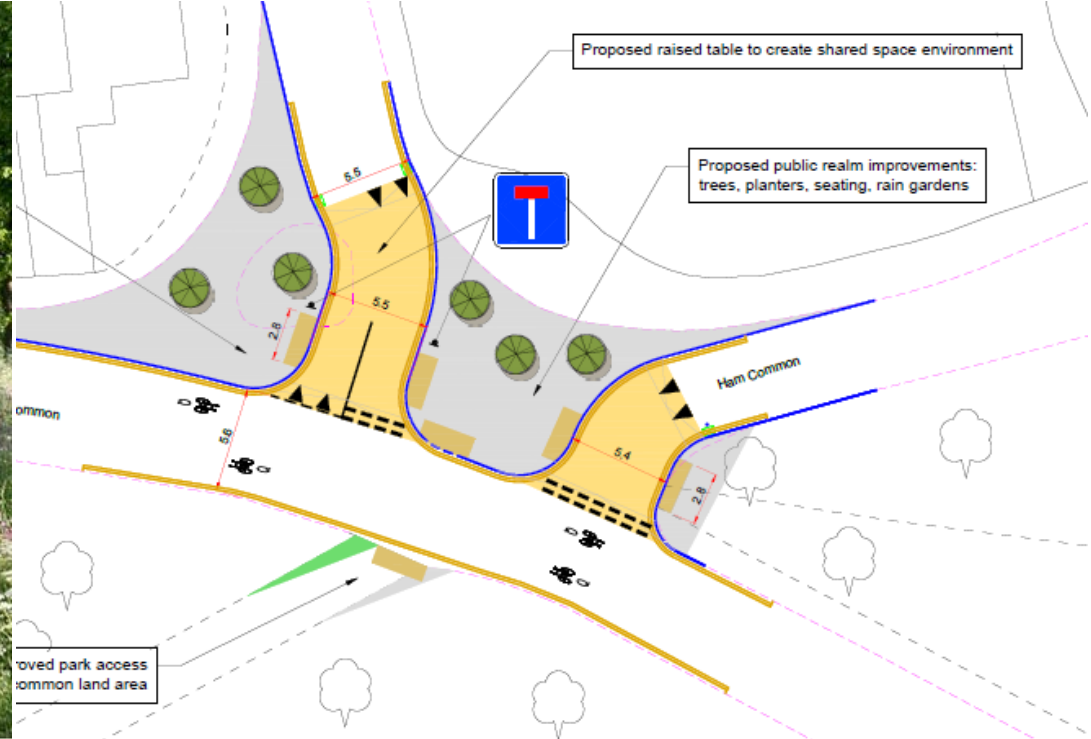 Proposed raised table to create shared space environment
Proposed public realm improvements:
trees, planters, seating, rain gardens
5.5
5.5
2.8
Ham Common
ommon
5.6
5.4
2.8
roved park access
common land area